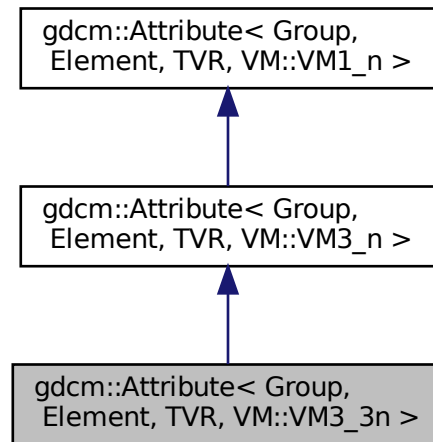 gdcm::Attribute< Group,
Element, TVR, VM::VM1_n >
gdcm::Attribute< Group,
Element, TVR, VM::VM3_n >
gdcm::Attribute< Group,
Element, TVR, VM::VM3_3n >